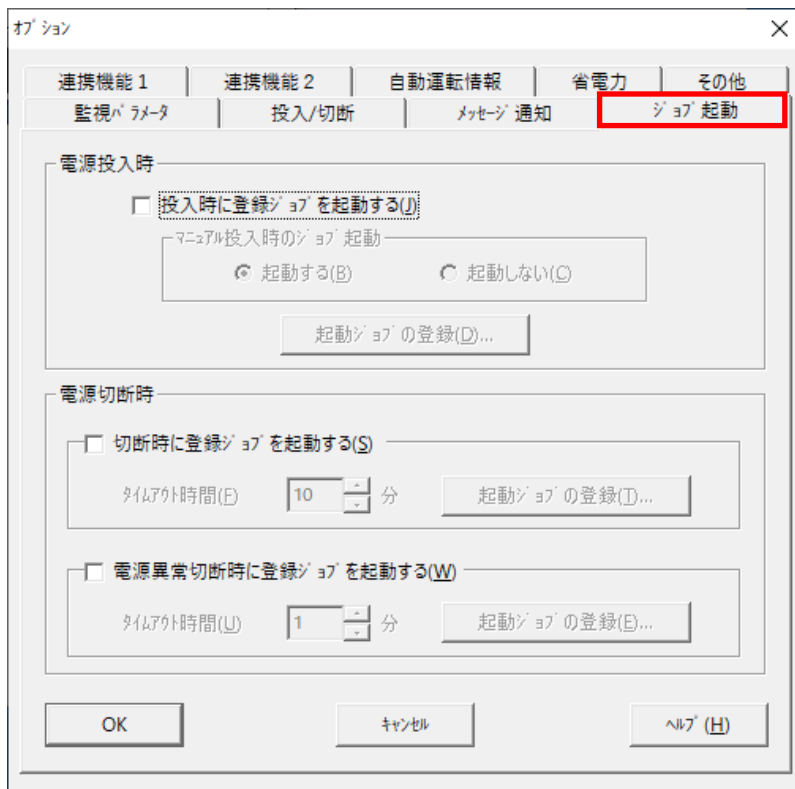 ｵﾌﾟｼｮﾝ
連携機能１ 連携機能２ 自動運転情報 省電力 その他
監視ﾊﾟﾗﾒｰﾀ 投入/切断 ﾒｯｾｰｼﾞ通知 ｼﾞｮﾌﾞ起動
電源投入時
投入時に登録ｼﾞｮﾌﾞを起動する(J)
ﾏﾆｭｱﾙ投入時のｼﾞｮﾌﾞ起動
起動する(B) 起動しない(C)
起動ｼﾞｮﾌﾞの登録(D)...
電源切断時
切断時に登録ｼﾞｮﾌﾞを起動する(S)
ﾀｲﾑｱｳﾄ時間(F) 10 分 起動ｼﾞｮﾌﾞの登録(T)...
電源異常切断時に登録ｼﾞｮﾌﾞを起動する(W)
ﾀｲﾑｱｳﾄ時間(U) 1 分 起動ｼﾞｮﾌﾞの登録(E)...
OK ｷｬﾝｾﾙ ﾍﾙﾌﾟ(H)